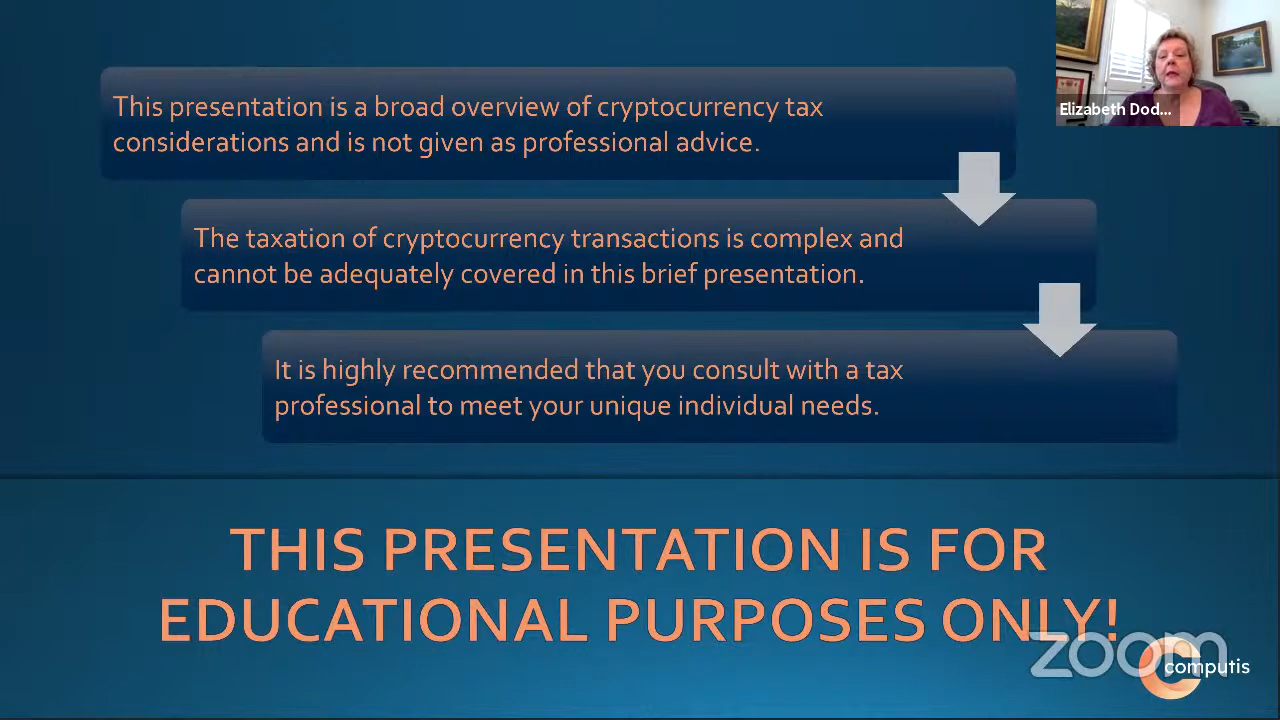 This presentation is a broad overview of cryptocurrency tax
considerations and is not given as professional advice.
Elizabeth Dod...
The taxation of cryptocurrency transactions is complex and
cannot be adequately covered in this brief presentation.
It is highly recommended that you consult with a tax
professional to meet your unique individual needs.
THIS PRESENTATION IS FOR
EDUCATIONAL PURPOSES ONLY!
zoom
computis